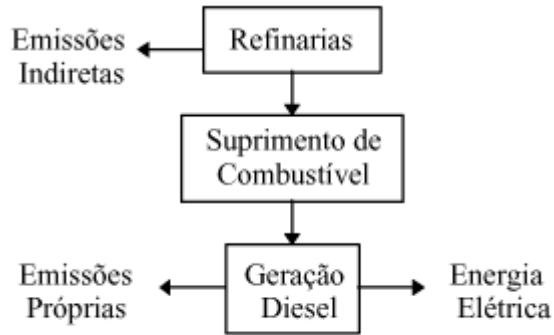 Emissões
Indiretas
Refinarias
Suprimento de
Combustível
Emissões
Próprias
Geração
Diesel
Energia
Elétrica